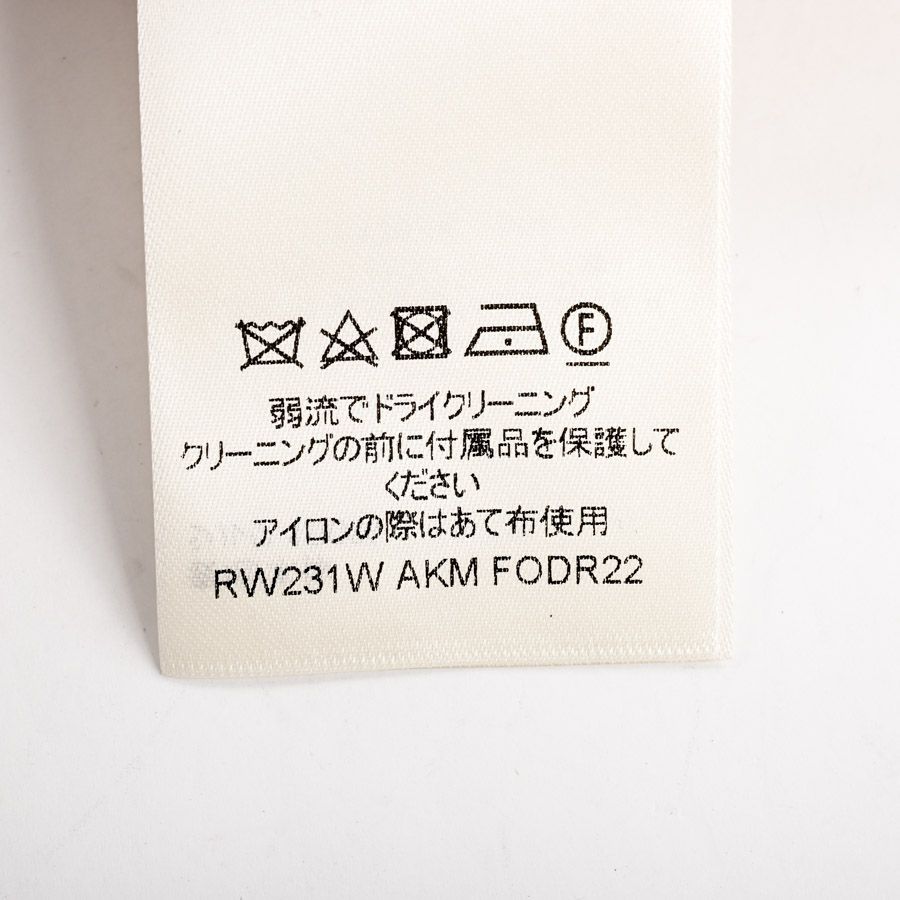 F
弱流でドライクリーニング
クリーニングの前に付属品を保護して
ください
アイロンの際はあて布使用
RW231W AKM FODR22